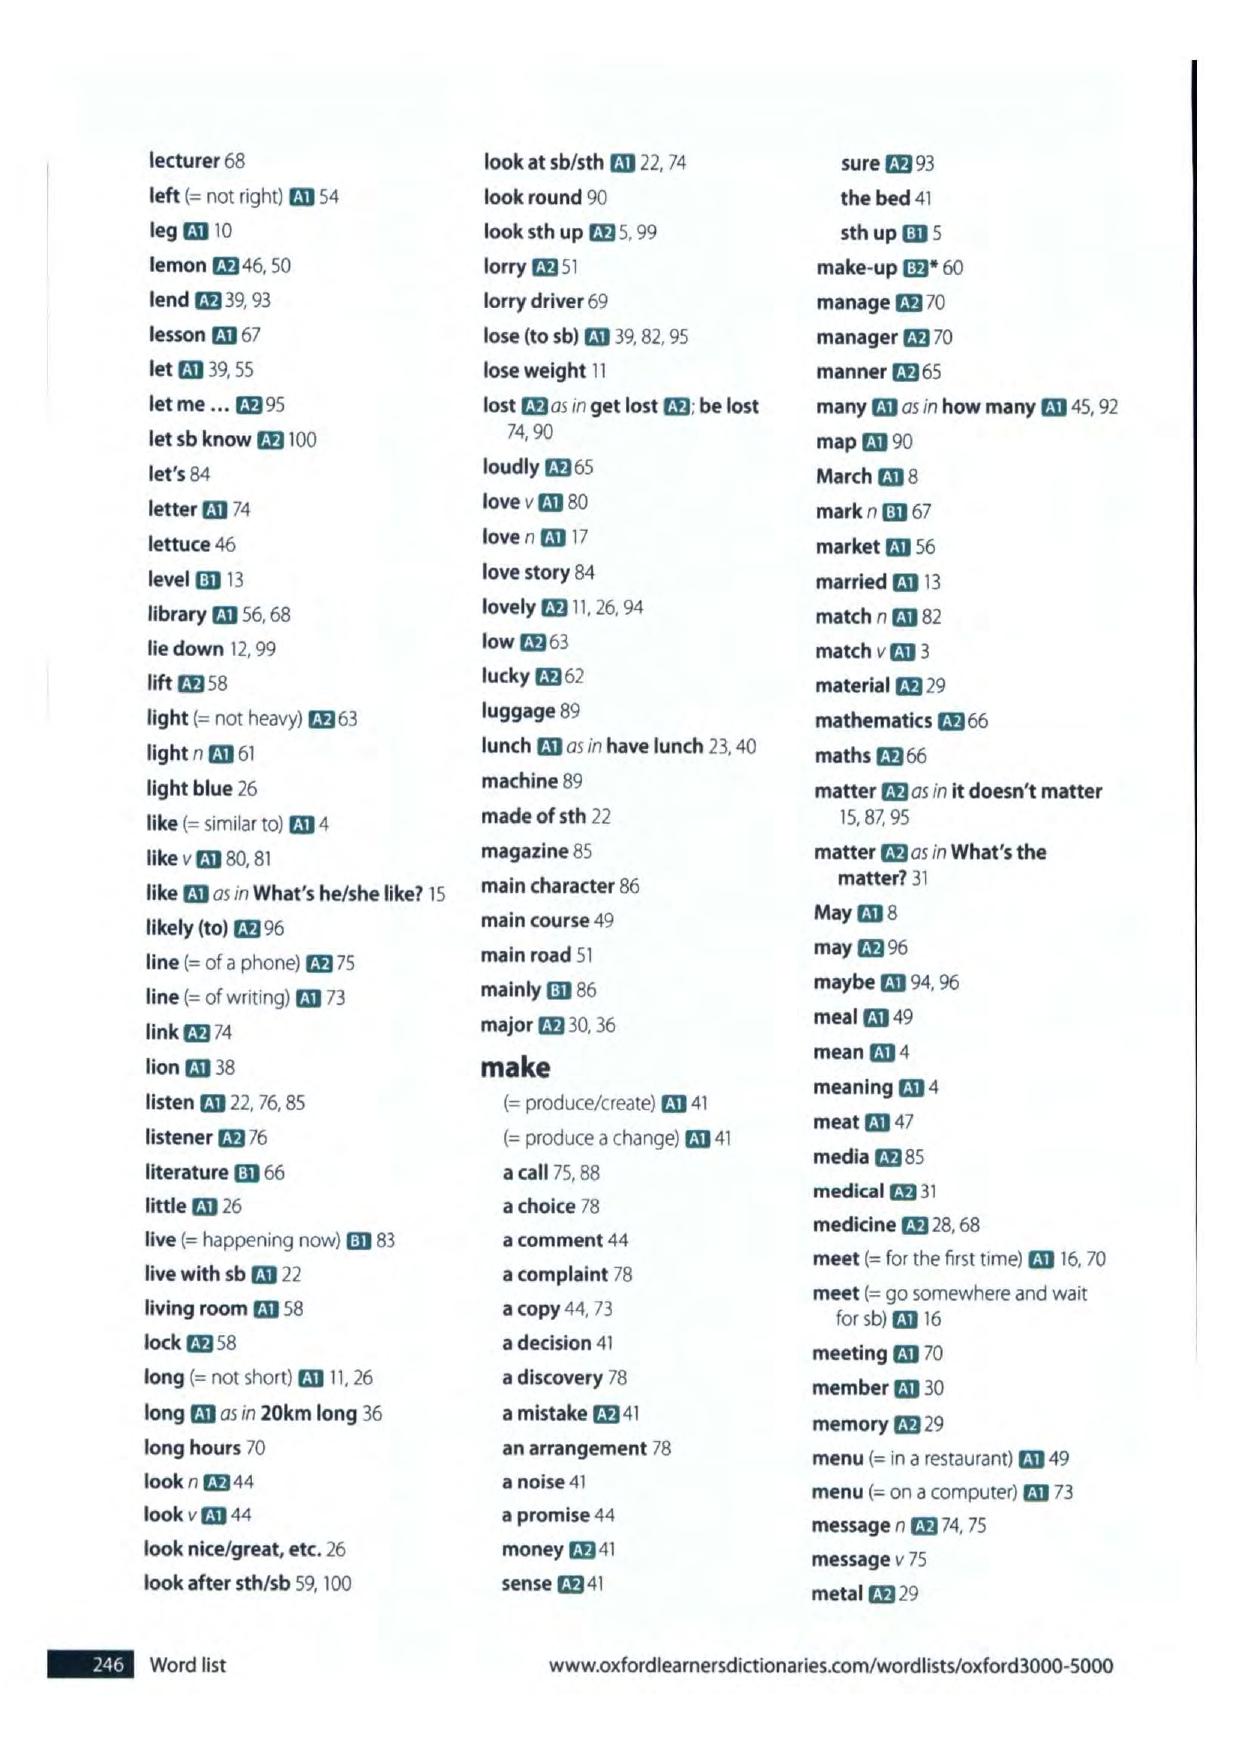 lecturer 68
left (= not right) A1 54
leg A1 10
lemon A2 46, 50
lend A2 39, 93
lesson A1 67
let A1 39, 55
let me ... A2 95
let sb know A2 100
let's 84
letter A1 74
lettuce 46
level B1 13
library A1 56, 68
lie down 12, 99
lift A2 58
light (= not heavy) A2 63
light n A1 61
light blue 26
like (= similar to) A1 4
like v A1 80, 81
like A1 as in What's he/she like? 15
likely (to) A2 96
line (= of a phone) A2 75
line (= of writing) A1 73
link A2 74
lion A1 38
listen A1 22, 76, 85
listener A2 76
literature B1 66
little A1 26
live (= happening now) B1 83
live with sb A1 22
living room A1 58
lock A2 58
long (= not short) A1 11, 26
long A1 as in 20km long 36
long hours 70
look n A2 44
look v A1 44
look nice/great, etc. 26
look after sth/sb 59, 100
look at sb/sth A1 22, 74
look round 90
look sth up A2 5, 99
lorry A2 51
lorry driver 69
lose (to sb) A1 39, 82, 95
lose weight 11
lost A2 as in get lost A2; be lost
74, 90
loudly A2 65
love v A1 80
love n A1 17
love story 84
lovely A2 11, 26, 94
low A2 63
lucky A2 62
luggage 89
lunch A1 as in have lunch 23, 40
machine 89
made of sth 22
magazine 85
main character 86
main course 49
main road 51
mainly B1 86
major A2 30, 36
make
(= produce/create) A1 41
(= produce a change) A1 41
a call 75, 88
a choice 78
a comment 44
a complaint 78
a copy 44, 73
a decision 41
a discovery 78
a mistake A2 41
an arrangement 78
a noise 41
a promise 44
money A2 41
sense A2 41
sure A2 93
the bed 41
sth up B1 5
make-up B2* 60
manage A2 70
manager A2 70
manner A2 65
many A1 as in how many A1 45, 92
map A1 90
March A1 8
mark n B1 67
market A1 56
married A1 13
match n A1 82
match v A1 3
material A2 29
mathematics A2 66
maths A2 66
matter A2 as in it doesn't matter
15, 87, 95
matter A2 as in What's the
matter? 31
May A1 8
may A2 96
maybe A1 94, 96
meal A1 49
mean A1 4
meaning A1 4
meat A1 47
media A2 85
medical A2 31
medicine A2 28, 68
meet (= for the first time) A1 16, 70
meet (= go somewhere and wait
for sb) A1 16
meeting A1 70
member A1 30
memory A2 29
menu (= in a restaurant) A1 49
menu (= on a computer) A1 73
message n A2 74, 75
message v 75
metal A2 29
246 Word list
www.oxfordlearnersdictionaries.com/wordlists/oxford3000-5000